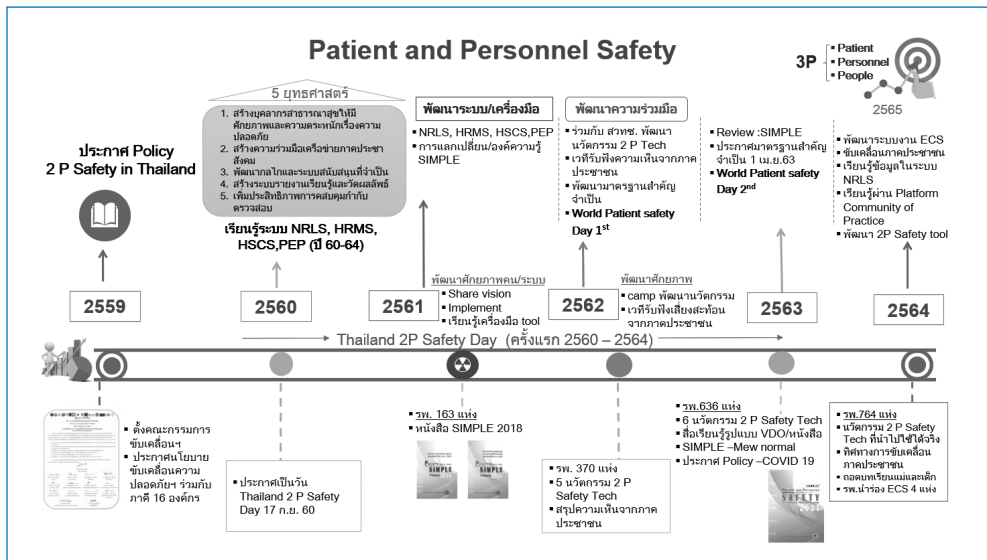 Patient and Personnel Safety
3P
▪ Patient
▪ Personnel
▪ People
2565
ประกาศ Policy
2 P Safety in Thailand
5 ยุทธศาสตร์
1. สร้างบุคลากรสาธารณสุขให้มี
ศักยภาพและความตระหนักเรื่องความ
ปลอดภัย
2. สร้างความร่วมมือเครือข่ายภาคประชา
สังคม
3. พัฒนากลไกและระบบสนับสนุนที่จำเป็น
4. สร้างระบบรายงานเรียนรู้และวัดผลลัพธ์
5. เพิ่มประสิทธิภาพการคสบคุมกำกับ
ตรวจสอบ
เรียนรู้ระบบ NRLS, HRMS,
HSCS,PEP (ปี 60-64)
พัฒนาระบบ/เครื่องมือ
▪ NRLS, HRMS, HSCS,PEP
▪ การแลกเปลี่ยน/องค์ความรู้
SIMPLE
พัฒนาความร่วมมือ
▪ ร่วมกับ สวทช. พัฒนา
นวัตกรรม 2 P Tech
▪ เวทีรับฟังความเห็นจากภาค
ประชาชน
▪ พัฒนามาตรฐานสำคัญ
จำเป็น
▪ World Patient safety
Day 1st
▪ Review :SIMPLE
▪ ประกาศมาตรฐานสำคัญ
จำเป็น 1 เม.ย.63
▪ World Patient safety
Day 2nd
▪ พัฒนาระบบงาน ECS
▪ ขับเคลื่อนภาคประชาชน
▪ เรียนรู้ข้อมูลในระบบ
NRLS
▪ เรียนรู้ผ่าน Platform
Community of
Practice
▪ พัฒนา 2P Safety tool
2559
2560
2561
พัฒนาศักยภาพคน/ระบบ
▪ Share vision
▪ Implement
▪ เรียนรู้เครื่องมือ tool
2562
พัฒนาศักยภาพ
▪ camp พัฒนานวัตกรรม
▪ เวทีรับฟังเสียงสะท้อน
จากภาคประชาชน
2563
2564
Thailand 2P Safety Day (ครั้งแรก 2560 – 2564)
▪ ตั้งคณะกรรมการ
ขับเคลื่อนฯ
▪ ประกาศนโยบาย
ขับเคลื่อนความ
ปลอดภัยฯ ร่วมกับ
ภาคี 16 องค์กร
▪ ประกาศเป็นวัน
Thailand 2 P Safety
Day 17 ก.ย. 60
▪ รพ. 163 แห่ง
▪ หนังสือ SIMPLE 2018
SIMPLE
SIMPLE
▪ รพ. 370 แห่ง
▪ 5 นวัตกรรม 2 P
Safety Tech
▪ สรุปความเห็นจากภาค
ประชาชน
▪ รพ.636 แห่ง
▪ 6 นวัตกรรม 2 P Safety Tech
▪ สื่อเรียนรู้รูปแบบ VDO/หนังสือ
▪ SIMPLE –Mew normal
▪ ประกาศ Policy –COVID 19
SAFETY
▪ รพ.764 แห่ง
▪ นวัตกรรม 2 P Safety
Tech ที่นำไปใช้ได้จริง
▪ ทิศทางการขับเคลื่อน
ภาคประชาชน
▪ ถอดบทเรียนแม่และเด็ก
▪ รพ.นำร่อง ECS 4 แห่ง